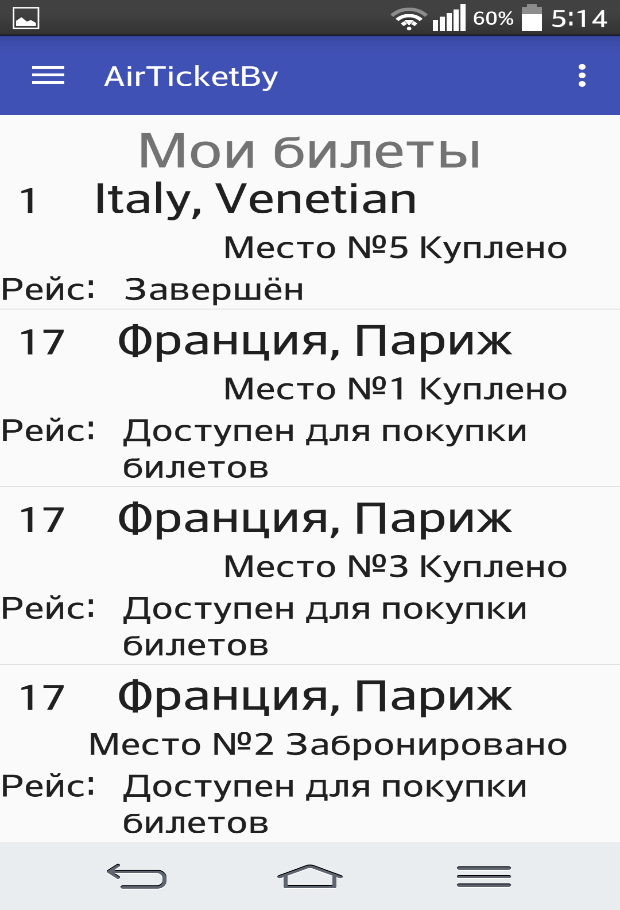 60% 5:14
AirTicketBy
Мои билеты
1 Italy, Venetian
Место №5 Куплено
Рейс: Завершён
17 Франция, Париж
Место №1 Куплено
Рейс: Доступен для покупки
билетов
17 Франция, Париж
Место №3 Куплено
Рейс: Доступен для покупки
билетов
17 Франция, Париж
Место №2 Забронировано
Рейс: Доступен для покупки
билетов